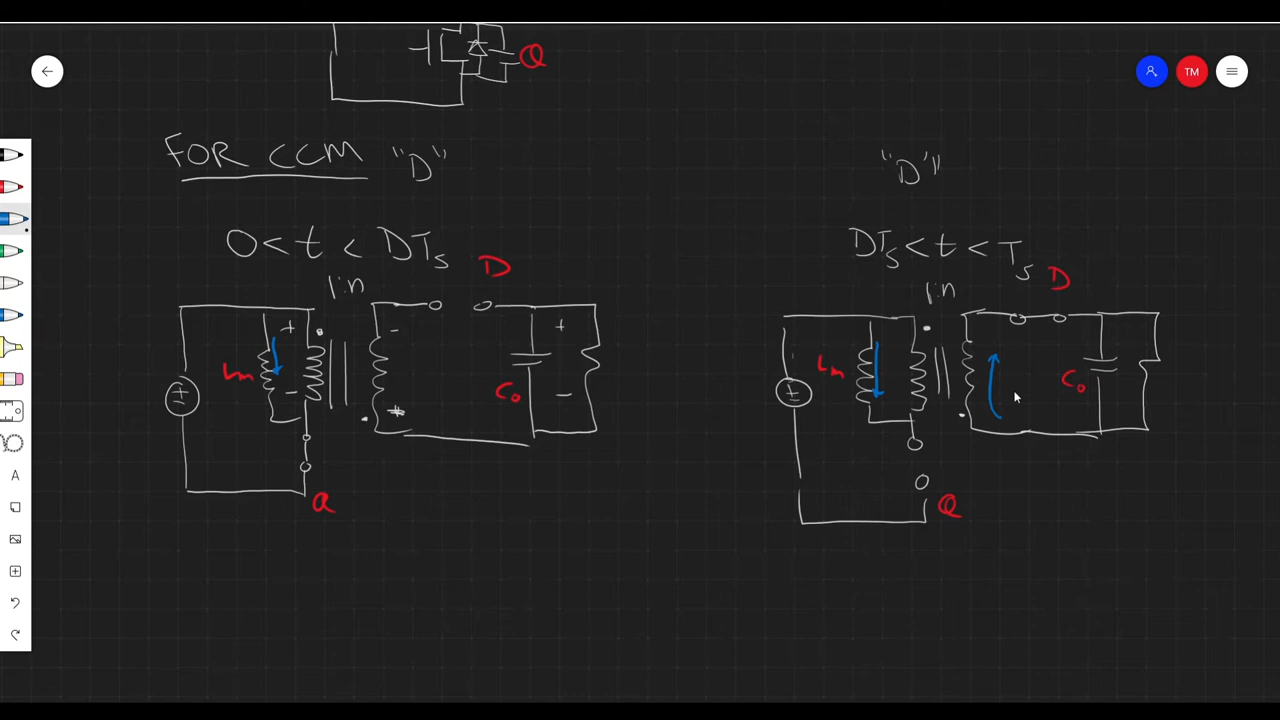 Q
TM
FOR CCM "D"
"D'"
0 < t < DTs
DTs < t < Ts
D
D
1:n
1:n
+
-
+
Lm
-
+
Co
-
+
-
Lm
Co
+
-
Q
Q
A